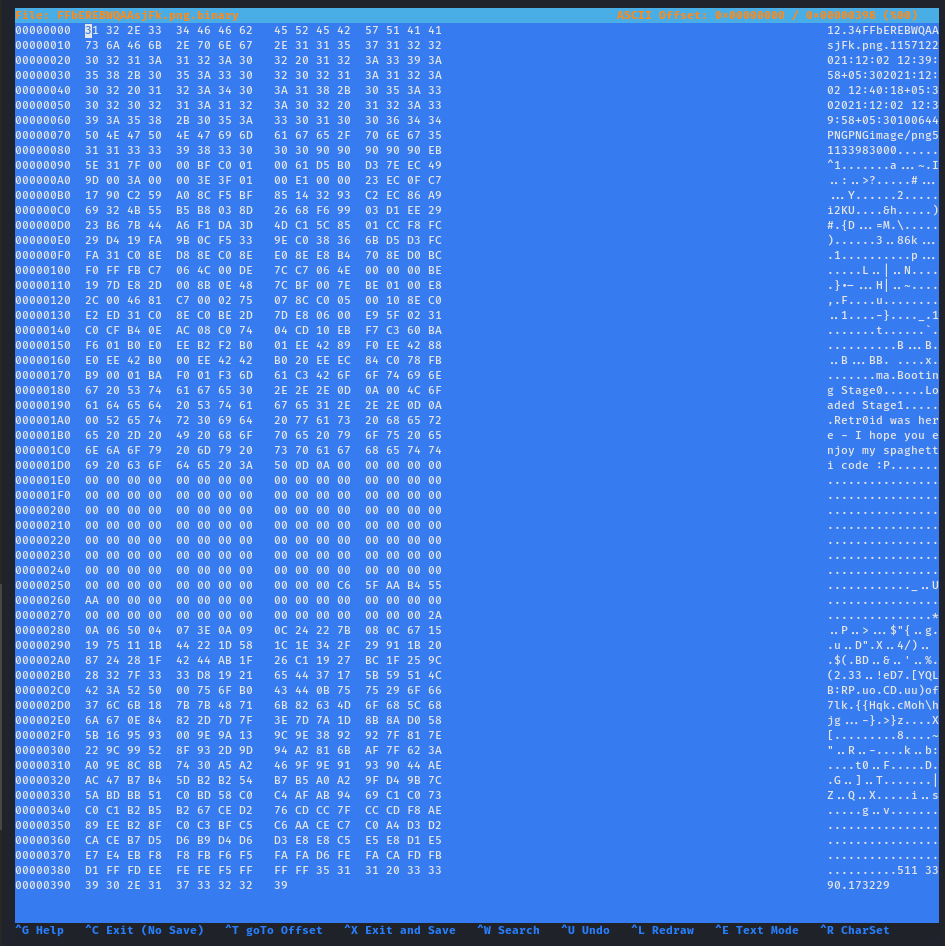 File: FFbEREBWQAAsjFk.png.binary ASCII Offset: 0x00000000 / 0x00000398 (%00)
00000000 31 32 2E 33 34 46 46 62 45 52 45 42 57 51 41 41 12.34FFbEREBWQAA
00000010 73 6A 46 6B 2E 70 6E 67 2E 31 31 35 37 31 32 32 sjFk.png.1157122
00000020 30 32 31 3A 31 32 3A 30 32 20 31 32 3A 33 39 3A 021:12:02 12:39:
00000030 35 38 2B 30 35 3A 33 30 32 30 32 31 3A 31 32 3A 58+05:302021:12:
00000040 30 32 20 31 32 3A 34 30 3A 31 38 2B 30 35 3A 33 02 12:40:18+05:3
00000050 30 32 30 32 31 3A 31 32 3A 30 32 20 31 32 3A 33 02021:12:02 12:3
00000060 39 3A 35 38 2B 30 35 3A 33 30 31 30 30 36 34 34 9:58+05:30100644
00000070 50 4E 47 50 4E 47 69 6D 61 67 65 2F 70 6E 67 35 PNGPNGimage/png5
00000080 31 31 33 33 39 38 33 30 30 30 90 90 90 90 90 EB 1133983000......
00000090 5E 31 7F 00 00 BF C0 01 00 61 D5 B0 D3 7E EC 49 ^1.......a...~.I
000000A0 9D 00 3A 00 00 3E 3F 01 00 E1 00 00 23 EC 0F C7 ..:..>?.....#...
000000B0 17 90 C2 59 A0 8C F5 BF 85 14 32 93 C2 EC 86 A9 ...Y......2.....
000000C0 69 32 4B 55 B5 B8 03 8D 26 68 F6 99 03 D1 EE 29 i2KU....&h.....)
000000D0 23 B6 7B 44 A6 F1 DA 3D 4D C1 5C 85 01 CC F8 FC #.{D...=M.\.....
000000E0 29 D4 19 FA 9B 0C F5 33 9E C0 38 36 6B D5 D3 FC )......3..86k...
000000F0 FA 31 C0 8E D8 8E C0 8E E0 8E E8 B4 70 8E D0 BC .1..........p...
00000100 F0 FF FB C7 06 4C 00 DE 7C C7 06 4E 00 00 00 BE .....L..|..N....
00000110 19 7D E8 2D 00 8B 0E 48 7C BF 00 7E BE 01 00 E8 .}.-...H|..~....
00000120 2C 00 46 81 C7 00 02 75 07 8C C0 05 00 10 8E C0 ,.F....u........
00000130 E2 ED 31 C0 8E C0 BE 2D 7D E8 06 00 E9 5F 02 31 ..1....-}...._.1
00000140 C0 CF B4 0E AC 08 C0 74 04 CD 10 EB F7 C3 60 BA .......t......`.
00000150 F6 01 B0 E0 EE B2 F2 B0 01 EE 42 89 F0 EE 42 88 ..........B...B.
00000160 E0 EE 42 B0 00 EE 42 42 B0 20 EE EC 84 C0 78 FB ..B...BB. ....x.
00000170 B9 00 01 BA F0 01 F3 6D 61 C3 42 6F 6F 74 69 6E .......ma.Bootin
00000180 67 20 53 74 61 67 65 30 2E 2E 2E 0D 0A 00 4C 6F g Stage0......Lo
00000190 61 64 65 64 20 53 74 61 67 65 31 2E 2E 2E 0D 0A aded Stage1.....
000001A0 00 52 65 74 72 30 69 64 20 77 61 73 20 68 65 72 .Retr0id was her
000001B0 65 20 2D 20 49 20 68 6F 70 65 20 79 6F 75 20 65 e - I hope you e
000001C0 6E 6A 6F 79 20 6D 79 20 73 70 61 67 68 65 74 74 njoy my spaghett
000001D0 69 20 63 6F 64 65 20 3A 50 0D 0A 00 00 00 00 00 i code :P.......
000001E0 00 00 00 00 00 00 00 00 00 00 00 00 00 00 00 00 ................
000001F0 00 00 00 00 00 00 00 00 00 00 00 00 00 00 00 00 ................
00000200 00 00 00 00 00 00 00 00 00 00 00 00 00 00 00 00 ................
00000210 00 00 00 00 00 00 00 00 00 00 00 00 00 00 00 00 ................
00000220 00 00 00 00 00 00 00 00 00 00 00 00 00 00 00 00 ................
00000230 00 00 00 00 00 00 00 00 00 00 00 00 00 00 00 00 ................
00000240 00 00 00 00 00 00 00 00 00 00 00 00 00 00 00 00 ................
00000250 00 00 00 00 00 00 00 00 00 00 00 C6 5F AA B4 55 ............_..U
00000260 AA 00 00 00 00 00 00 00 00 00 00 00 00 00 00 00 ................
00000270 00 00 00 00 00 00 00 00 00 00 00 00 00 00 00 2A ...............*
00000280 0A 06 50 04 07 3E 0A 09 0C 24 22 7B 08 0C 67 15 ..P..>...$"{..g.
00000290 19 75 11 1B 44 22 1D 58 1C 1E 34 2F 29 91 1B 20 .u..D".X..4/)..
000002A0 87 24 28 1F 42 44 AB 1F 26 C1 19 27 BC 1F 25 9C .$(.BD..&..'..%.
000002B0 28 32 7F 33 33 D8 19 21 65 44 37 17 5B 59 51 4C (2.33..!eD7.[YQL
000002C0 42 3A 52 50 00 75 6F B0 43 44 0B 75 75 29 6F 66 B:RP.uo.CD.uu)of
000002D0 37 6C 6B 18 7B 7B 48 71 6B 82 63 4D 6F 68 5C 68 7lk.{{Hqk.cMoh\h
000002E0 6A 67 0E 84 82 2D 7D 7F 3E 7D 7A 1D 8B 8A D0 58 jg...-}.>}z....X
000002F0 5B 16 95 93 00 9E 9A 13 9C 9E 38 92 92 7F 81 7E [.........8....~
00000300 22 9C 99 52 8F 93 2D 9D 94 A2 81 6B AF 7F 62 3A "..R..-....k..b:
00000310 A0 9E 8C 8B 74 30 A5 A2 46 9F 9E 91 93 90 44 AE ....t0..F.....D.
00000320 AC 47 B7 B4 5D B2 B2 54 B7 B5 A0 A2 9F D4 9B 7C .G..]..T.......|
00000330 5A BD BB 51 C0 BD 58 C0 C4 AF AB 94 69 C1 C0 73 Z..Q..X.....i..s
00000340 C0 C1 B2 B5 B2 67 CE D2 76 CD CC 7F CC CD F8 AE .....g..v.......
00000350 89 EE B2 8F C0 C3 BF C5 C6 AA CE C7 C0 A4 D3 D2 ................
00000360 CA CE B7 D5 D6 B9 D4 D6 D3 E8 E8 C5 E5 E8 D1 E5 ................
00000370 E7 E4 EB F8 F8 FB F6 F5 FA FA D6 FE FA CA FD FB ................
00000380 D1 FF FD EE FE FE F5 FF FF FF 35 31 31 20 33 33 ..........511 33
00000390 39 30 2E 31 37 33 32 32 39 90.173229
^G Help ^C Exit (No Save) ^T goTo Offset ^X Exit and Save ^W Search ^U Undo ^L Redraw ^E Text Mode ^R CharSet